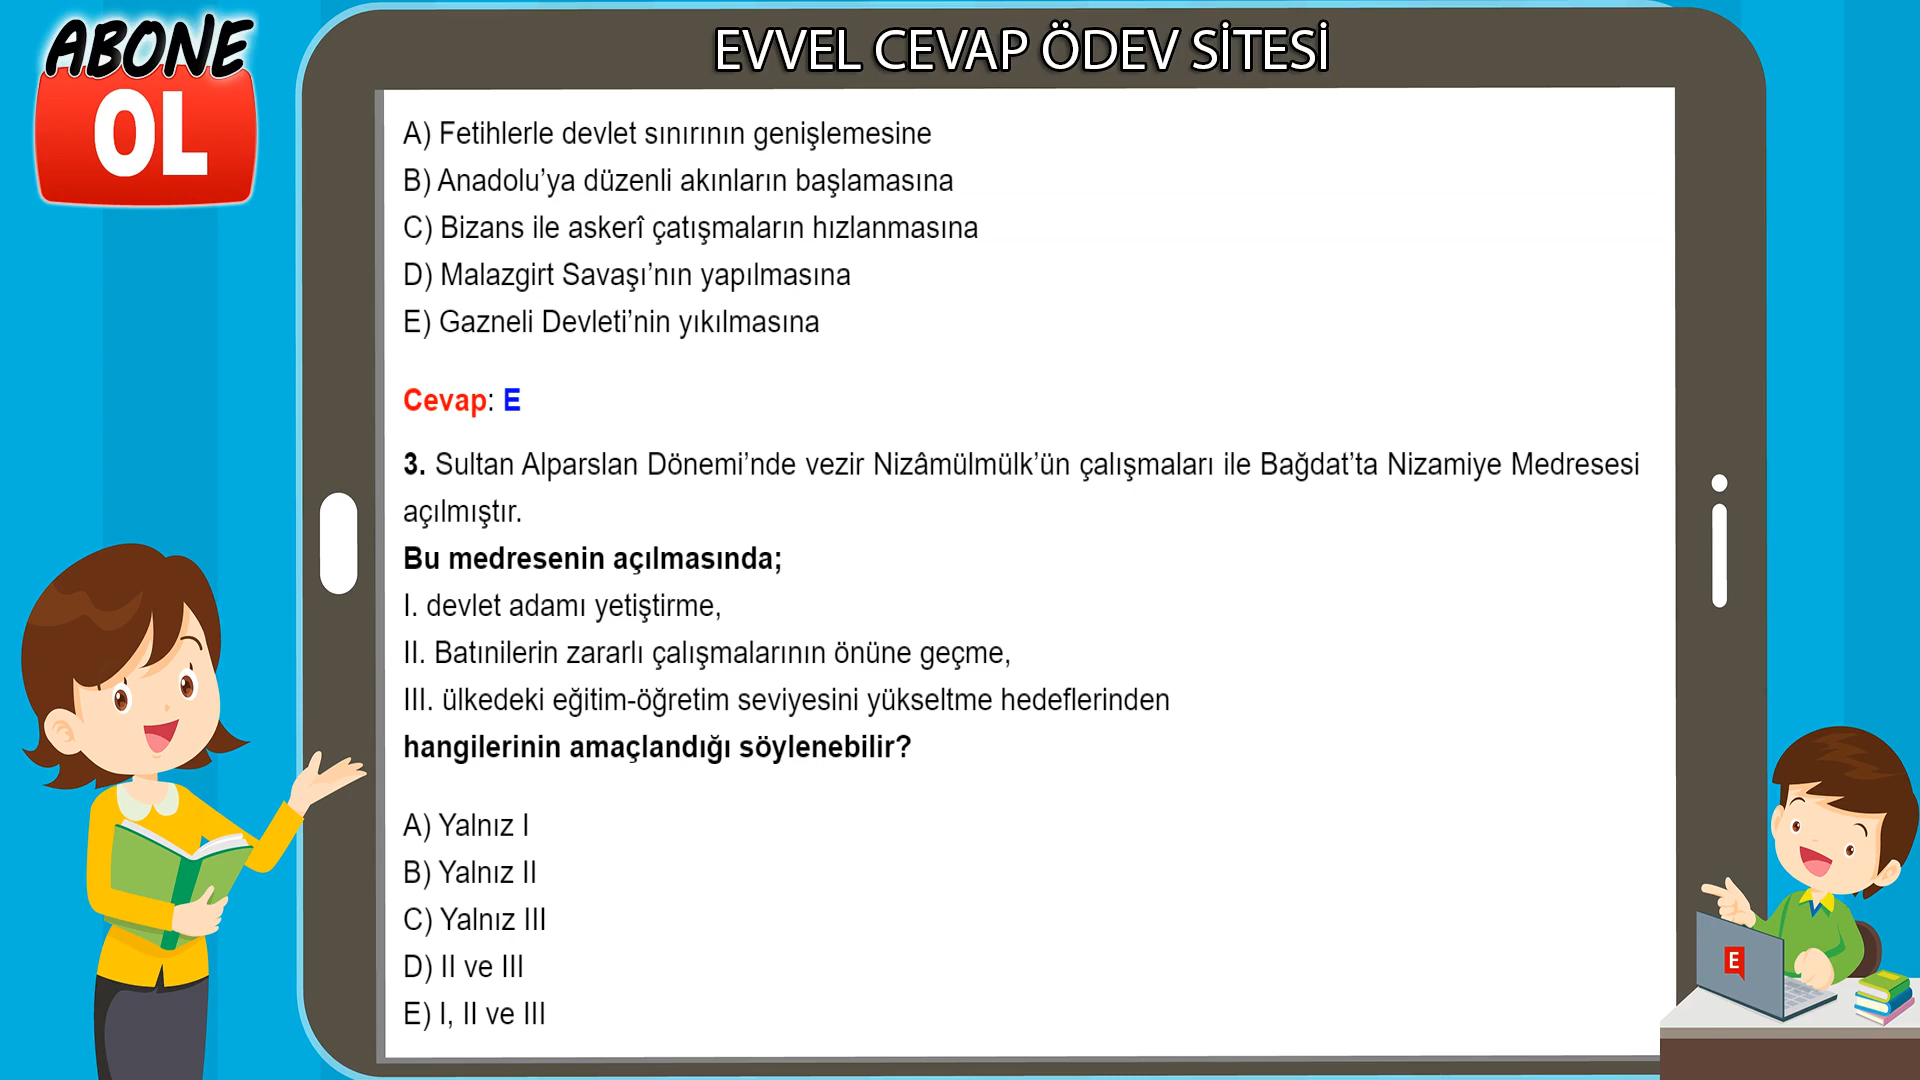 ABONE
OL
EVVEL CEVAP ÖDEV SİTESİ
A) Fetihlerle devlet sınırının genişlemesine
B) Anadolu’ya düzenli akınların başlamasına
C) Bizans ile askerî çatışmaların hızlanmasına
D) Malazgirt Savaşı’nın yapılmasına
E) Gazneli Devleti’nin yıkılmasına
Cevap: E
3. Sultan Alparslan Dönemi’nde vezir Nizâmülmülk’ün çalışmaları ile Bağdat’ta Nizamiye Medresesi
açılmıştır.
Bu medresenin açılmasında;
I. devlet adamı yetiştirme,
II. Batınilerin zararlı çalışmalarının önüne geçme,
III. ülkedeki eğitim-öğretim seviyesini yükseltme hedeflerinden
hangilerinin amaçlandığı söylenebilir?
A) Yalnız I
B) Yalnız II
C) Yalnız III
D) II ve III
E) I, II ve III
E